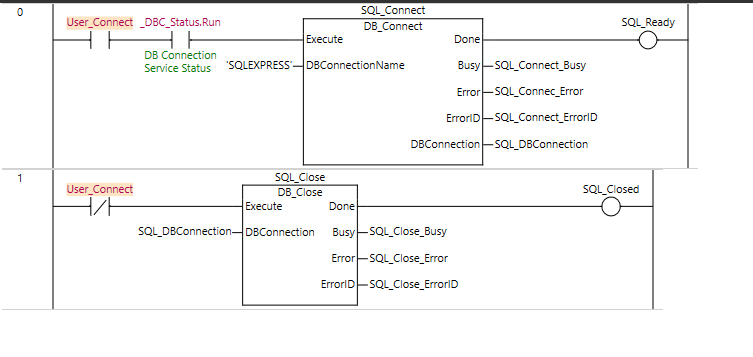 0
SQL_Connect
User_Connect _DBC_Status.Run DB_Connect SQL_Ready
Execute Done
DB Connection
Service Status 'SQLEXPRESS' DBConnectionName Busy SQL_Connect_Busy
Error SQL_Connec_Error
ErrorID SQL_Connect_ErrorID
DBConnection SQL_DBConnection
1
SQL_Close
User_Connect DB_Close SQL_Closed
Execute Done
SQL_DBConnection DBConnection Busy SQL_Close_Busy
Error SQL_Close_Error
ErrorID SQL_Close_ErrorID